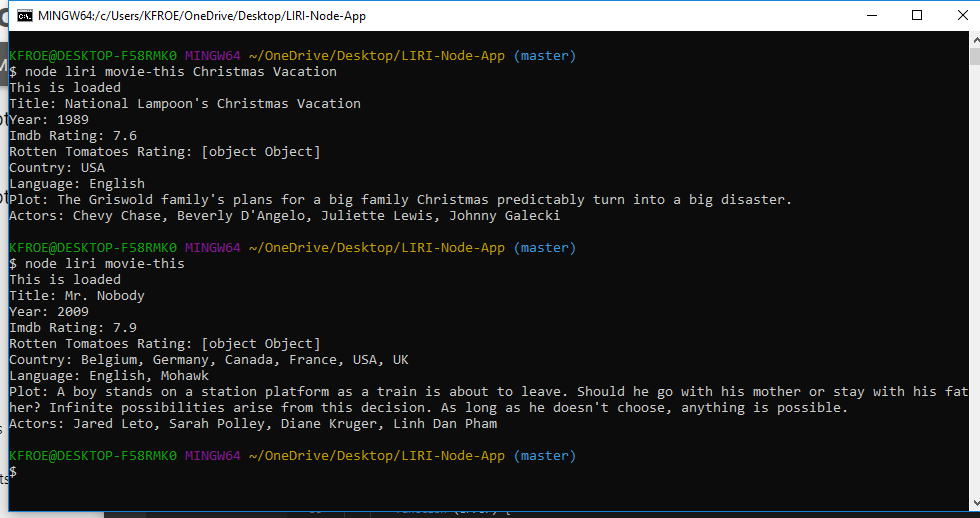 MINGW64:/c/Users/KFROE/OneDrive/Desktop/LIRI-Node-App
KFROE@DESKTOP-F58RMK0 MINGW64 ~/OneDrive/Desktop/LIRI-Node-App (master)
$ node liri movie-this Christmas Vacation
This is loaded
Title: National Lampoon's Christmas Vacation
Year: 1989
Imdb Rating: 7.6
Rotten Tomatoes Rating: [object Object]
Country: USA
Language: English
Plot: The Griswold family's plans for a big family Christmas predictably turn into a big disaster.
Actors: Chevy Chase, Beverly D'Angelo, Juliette Lewis, Johnny Galecki
KFROE@DESKTOP-F58RMK0 MINGW64 ~/OneDrive/Desktop/LIRI-Node-App (master)
$ node liri movie-this
This is loaded
Title: Mr. Nobody
Year: 2009
Imdb Rating: 7.9
Rotten Tomatoes Rating: [object Object]
Country: Belgium, Germany, Canada, France, USA, UK
Language: English, Mohawk
Plot: A boy stands on a station platform as a train is about to leave. Should he go with his mother or stay with his fat
her? Infinite possibilities arise from this decision. As long as he doesn't choose, anything is possible.
Actors: Jared Leto, Sarah Polley, Diane Kruger, Linh Dan Pham
KFROE@DESKTOP-F58RMK0 MINGW64 ~/OneDrive/Desktop/LIRI-Node-App (master)
$